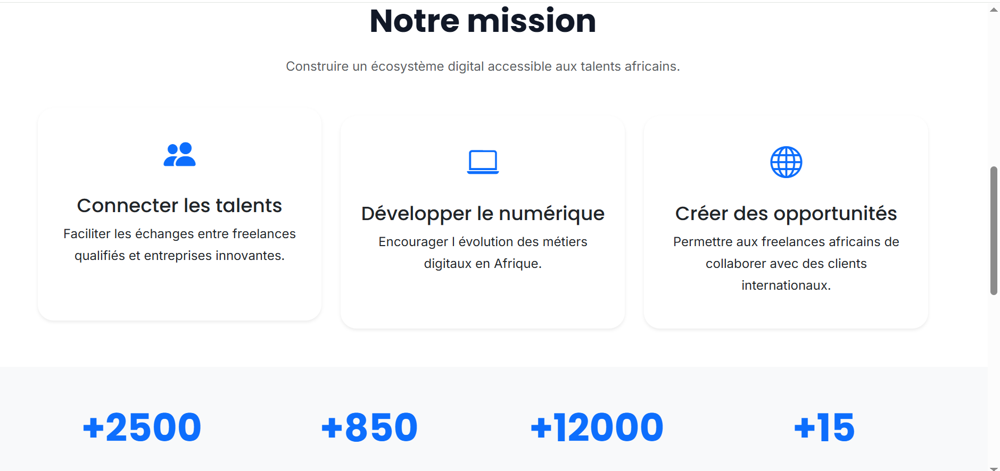 Notre mission
Construire un écosystème digital accessible aux talents africains.
Connecter les talents
Faciliter les échanges entre freelances
qualifiés et entreprises innovantes.
Développer le numérique
Encourager l évolution des métiers
digitaux en Afrique.
Créer des opportunités
Permettre aux freelances africains de
collaborer avec des clients
internationaux.
+2500
+850
+12000
+15